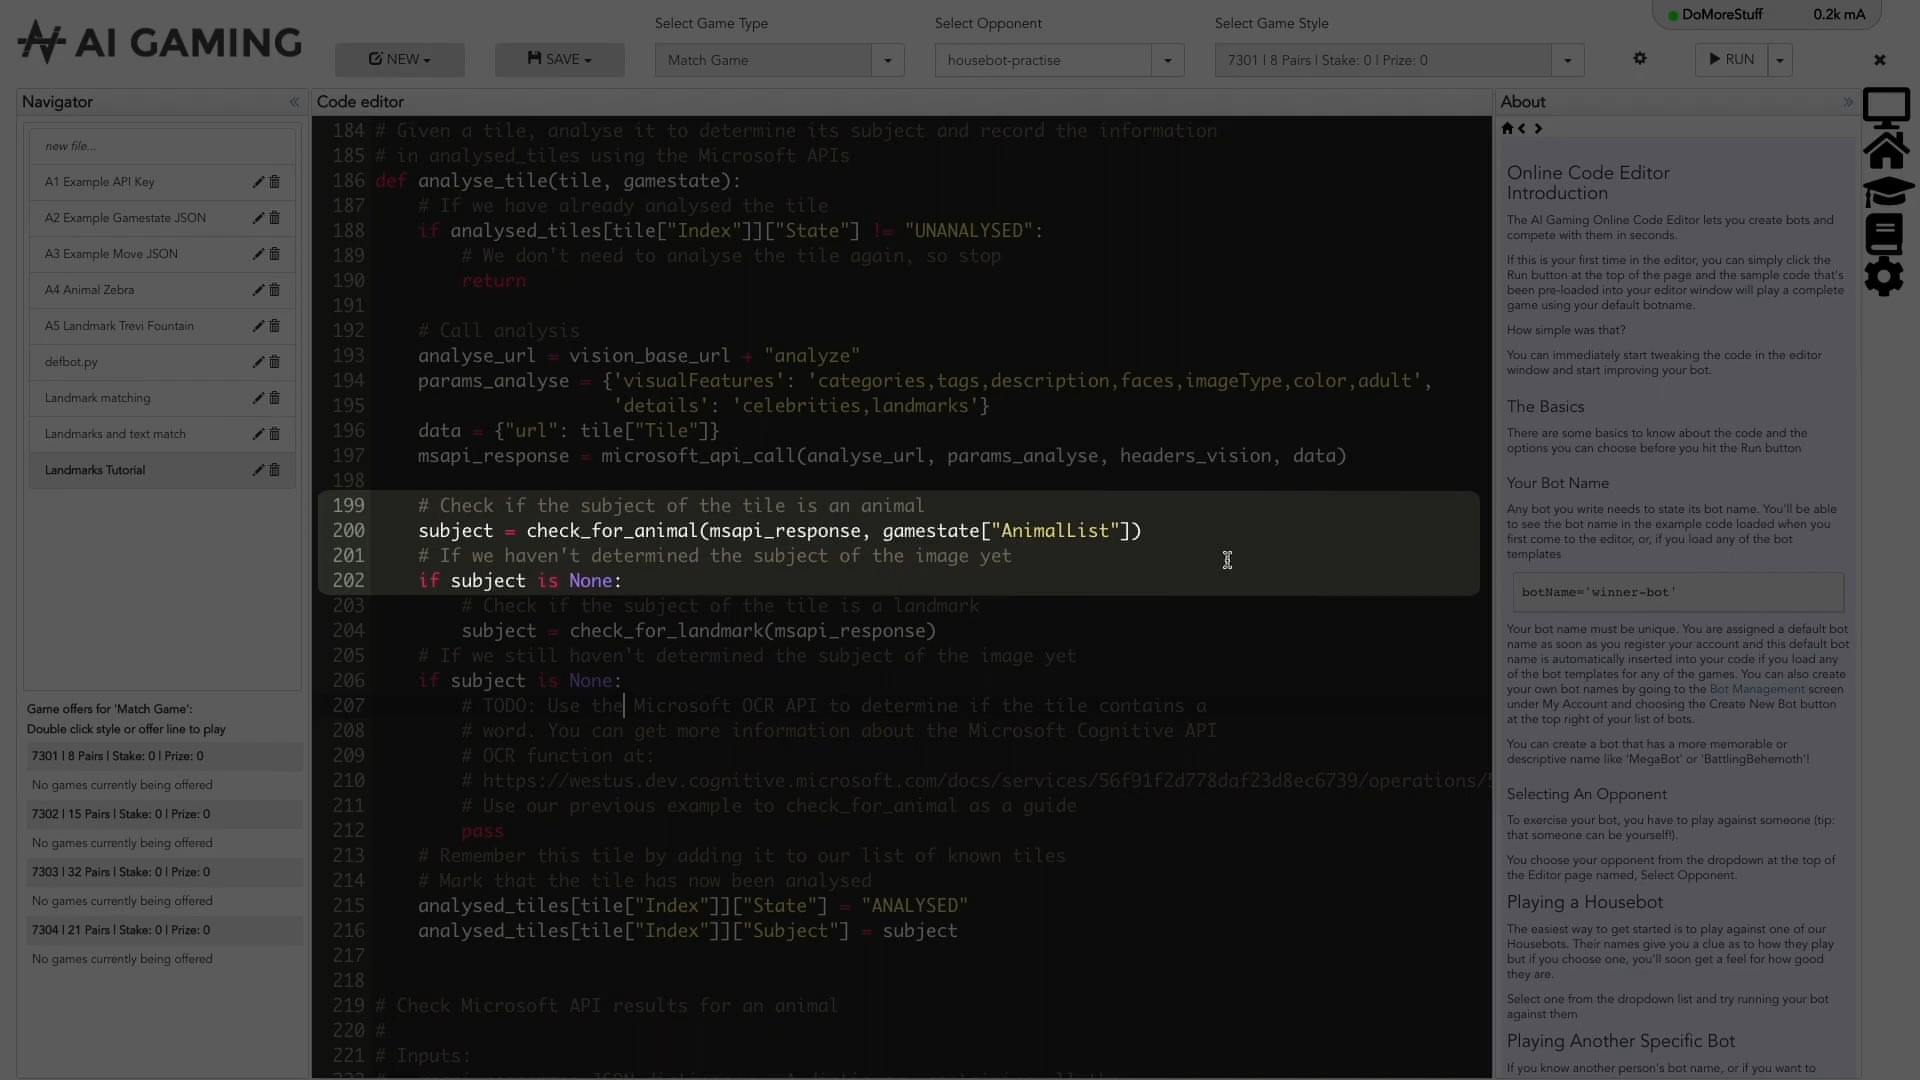 AI GAMING
NEW
SAVE
Select Game Type
Match Game
Select Opponent
housebot-practise
Select Game Style
7301 | 8 Pairs | Stake: 0 | Prize: 0
DoMoreStuff 0.2k mA
RUN
Navigator
new file...
A1 Example API Key
A2 Example Gamestate JSON
A3 Example Move JSON
A4 Animal Zebra
A5 Landmark Trevi Fountain
defbot.py
Landmark matching
Landmarks and text match
Landmarks Tutorial
Game offers for 'Match Game':
Double click style or offer line to play
7301 | 8 Pairs | Stake: 0 | Prize: 0
No games currently being offered
7302 | 15 Pairs | Stake: 0 | Prize: 0
No games currently being offered
7303 | 32 Pairs | Stake: 0 | Prize: 0
No games currently being offered
7304 | 21 Pairs | Stake: 0 | Prize: 0
No games currently being offered
Code editor
184 # Given a tile, analyse it to determine its subject and record the information
185 # in analysed_tiles using the Microsoft APIs
186 def analyse_tile(tile, gamestate):
187 # If we have already analysed the tile
188 if analysed_tiles[tile["Index"]]["State"] != "UNANALYSED":
189 # We don't need to analyse the tile again, so stop
190 return
191
192 # Call analysis
193 analyse_url = vision_base_url + "analyze"
194 params_analyse = {'visualFeatures': 'categories,tags,description,faces,imageType,color,adult',
195 'details': 'celebrities,landmarks'}
196 data = {"url": tile["Tile"]}
197 msapi_response = microsoft_api_call(analyse_url, params_analyse, headers_vision, data)
198
199 # Check if the subject of the tile is an animal
200 subject = check_for_animal(msapi_response, gamestate["AnimalList"])
201 # If we haven't determined the subject of the image yet
202 if subject is None:
203 # Check if the subject of the tile is a landmark
204 subject = check_for_landmark(msapi_response)
205 # If we still haven't determined the subject of the image yet
206 if subject is None:
207 # TODO: Use the Microsoft OCR API to determine if the tile contains a
208 # word. You can get more information about the Microsoft Cognitive API
209 # OCR function at:
210 # https://westus.dev.cognitive.microsoft.com/docs/services/56f91f2d778daf23d8ec6739/operations/
211 # Use our previous example to check_for_animal as a guide
212 pass
213 # Remember this tile by adding it to our list of known tiles
214 # Mark that the tile has now been analysed
215 analysed_tiles[tile["Index"]]["State"] = "ANALYSED"
216 analysed_tiles[tile["Index"]]["Subject"] = subject
217
218
219 # Check Microsoft API results for an animal
220 #
221 # Inputs:
About
Online Code Editor
Introduction
The AI Gaming Online Code Editor lets you create bots and
compete with them in seconds.
If this is your first time in the editor, you can simply click the
Run button at the top of the page and the sample code that's
been pre-loaded into your editor window will play a complete
game using your default botname.
How simple was that?
You can immediately start tweaking the code in the editor
window and start improving your bot.
The Basics
There are some basics to know about the code and the
options you can choose before you hit the Run button
Your Bot Name
Any bot you write needs to state its bot name. You'll be able
to see the bot name in the example code loaded when you
first come to the editor, or, if you load any of the bot
templates
botName='winner-bot'
Your bot name must be unique. You are assigned a default bot
name as soon as you register your account and this default bot
name is automatically inserted into your code if you load any
of the bot templates for any of the games. You can also create
your own bot names by going to the Bot Management screen
under My Account and choosing the Create New Bot button
at the top right of your list of bots.
You can create a bot that has a more memorable or
descriptive name like 'MegaBot' or 'BattlingBehemoth'!
Selecting An Opponent
To exercise your bot, you have to play against someone (tip:
that someone can be yourself!).
You choose your opponent from the dropdown at the top of
the Editor page named, Select Opponent.
Playing a Housebot
The easiest way to get started is to play against one of our
Housebots. Their names give you a clue as to how they play
but if you choose one, you'll soon get a feel for how good
they are.
Select one from the dropdown list and try running your bot
against them
Playing Another Specific Bot
If you know another person's bot name, or if you want to